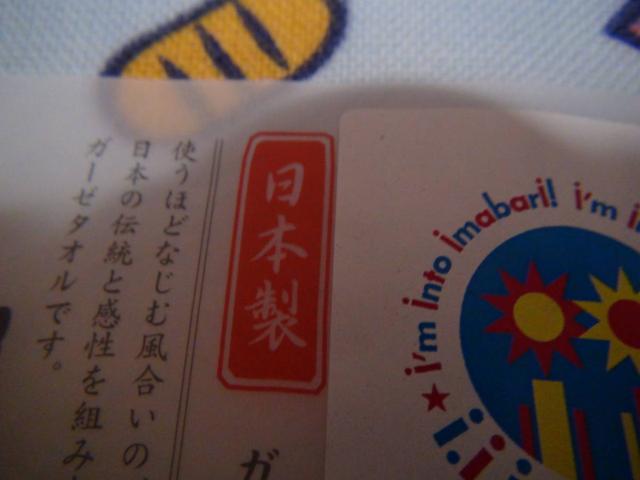 i'm into imabari! i'm
日本製
使うほどなじむ風合いの
日本の伝統と感性を組み
ガーゼタオルです。
ガ